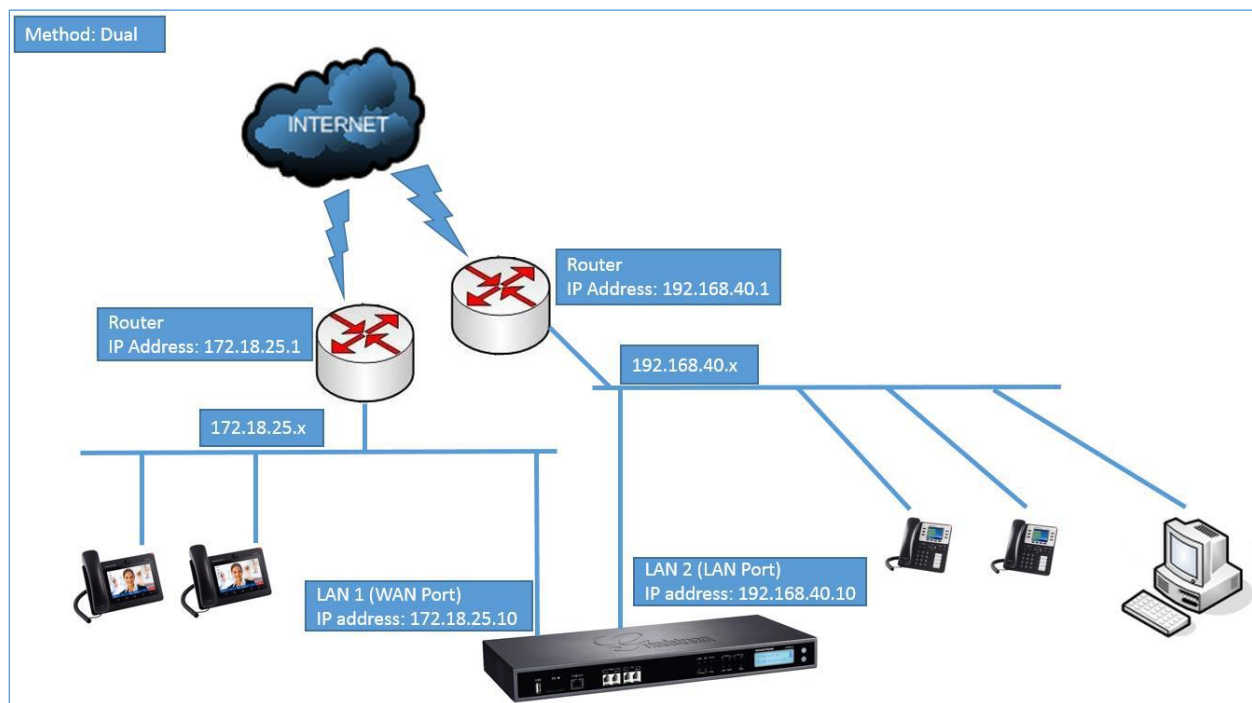 Method: Dual
INTERNET
Router
IP Address: 192.168.40.1
Router
IP Address: 172.18.25.1
192.168.40.x
172.18.25.x
LAN 1 (WAN Port)
IP address: 172.18.25.10
LAN 2 (LAN Port)
IP address: 192.168.40.10
Grandstream